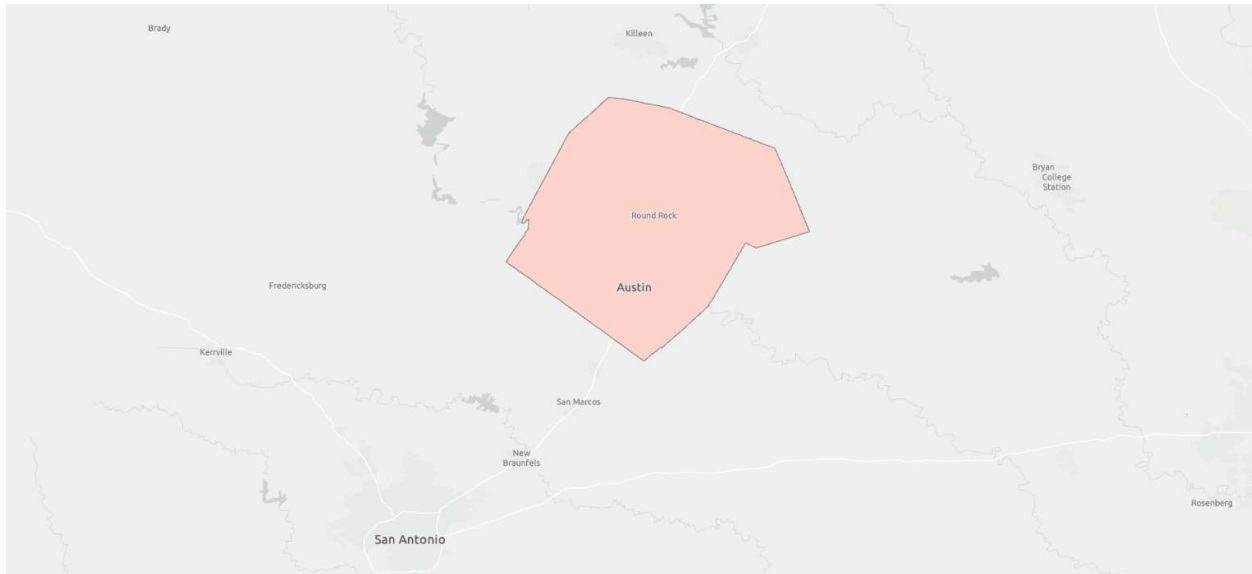 Brady
Killeen
Bryan
College
Station
Round Rock
Fredericksburg
Austin
Kerrville
San Marcos
New
Braunfels
Rosenberg
San Antonio